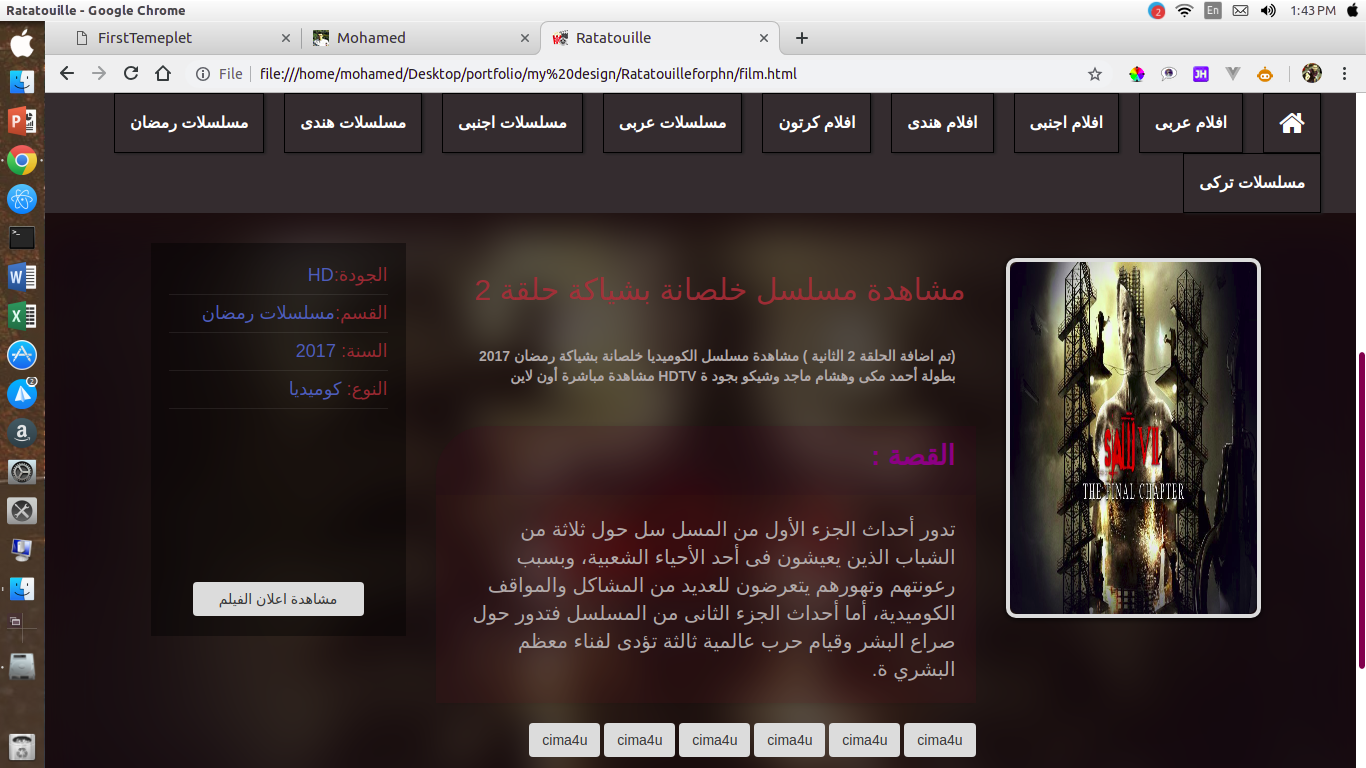 Ratatouille - Google Chrome
2 En 1:43 PM
FirstTemeplet
Mohamed
Ratatouille
File file:///home/mohamed/Desktop/portfolio/my%20design/Ratatouilleforphn/film.html
JH
افلام عربى
افلام اجنبى
افلام هندى
افلام كرتون
مسلسلات عربى
مسلسلات اجنبى
مسلسلات هندى
مسلسلات رمضان
مسلسلات تركى
SAW VI
THE FINAL CHAPTER
مشاهدة مسلسل خلصانة بشياكة حلقة 2
(تم اضافة الحلقة 2 الثانية ) مشاهدة مسلسل الكوميديا خلصانة بشياكة رمضان 2017
بطولة أحمد مكى وهشام ماجد وشيكو بجود ة HDTV مشاهدة مباشرة أون لاين
القصة :
تدور أحداث الجزء الأول من المسل سل حول ثلاثة من
الشباب الذين يعيشون فى أحد الأحياء الشعبية، وبسبب
رعونتهم وتهورهم يتعرضون للعديد من المشاكل والمواقف
الكوميدية، أما أحداث الجزء الثانى من المسلسل فتدور حول
صراع البشر وقيام حرب عالمية ثالثة تؤدى لفناء معظم
البشري ة.
cima4u cima4u cima4u cima4u cima4u cima4u
الجودة:HD
القسم:مسلسلات رمضان
السنة: 2017
النوع: كوميديا
مشاهدة اعلان الفيلم